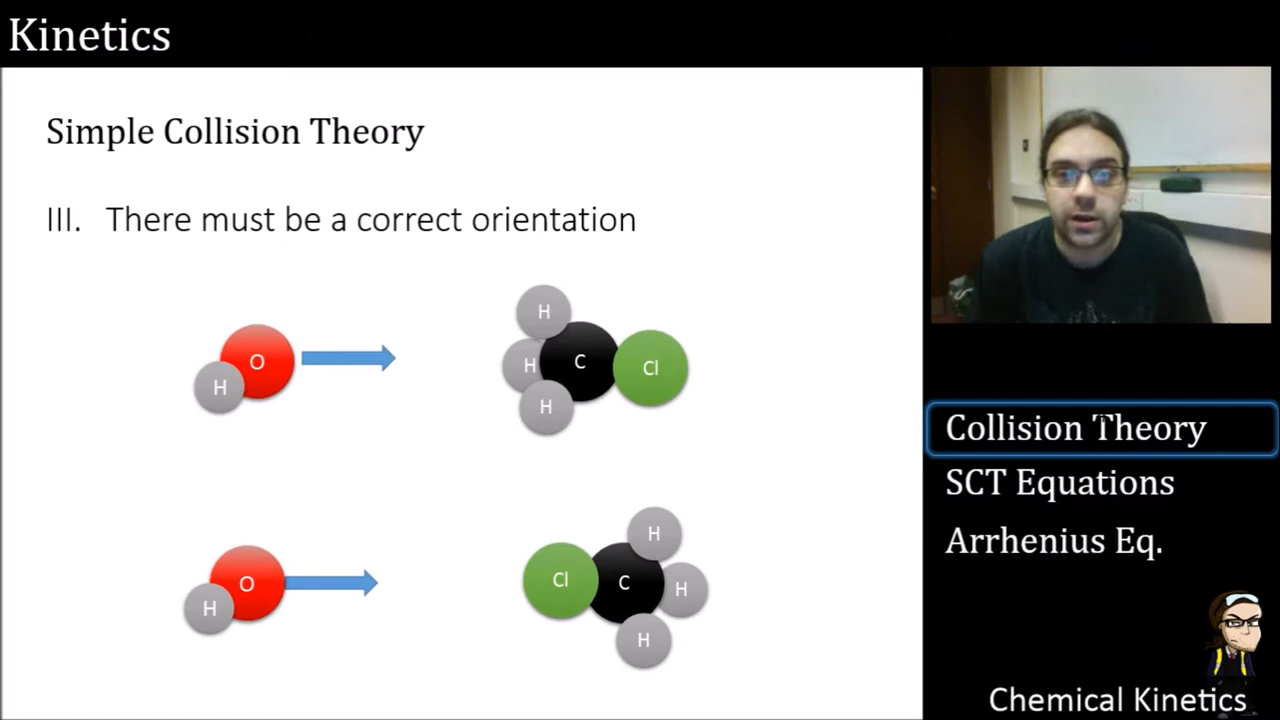 Kinetics
Simple Collision Theory
III. There must be a correct orientation
H
O
H
H
H
C
Cl
H
O
H
Cl
C
H
H
H
Collision Theory
SCT Equations
Arrhenius Eq.
Chemical Kinetics